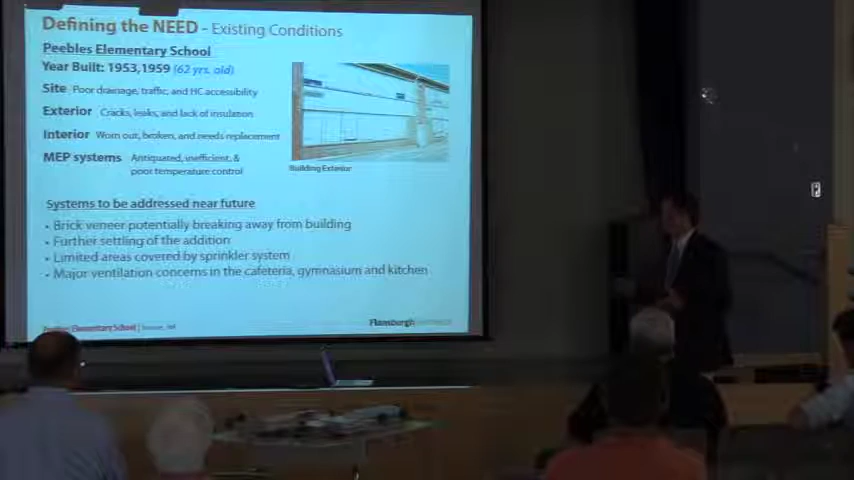 Defining the NEED - Existing Conditions
Peebles Elementary School
Year Built: 1953,1959 (62 yrs. old)
Site Poor drainage, traffic, and HC accessibility
Exterior Cracks, leaks, and lack of insulation
Interior Worn out, broken, and needs replacement
MEP systems Antiquated, inefficient, &
poor temperature control
Building Exterior
Systems to be addressed near future
• Brick veneer potentially breaking away from building
• Further settling of the addition
• Limited areas covered by sprinkler system
• Major ventilation concerns in the cafeteria, gymnasium and kitchen
Peebles Elementary School |
Flansburgh